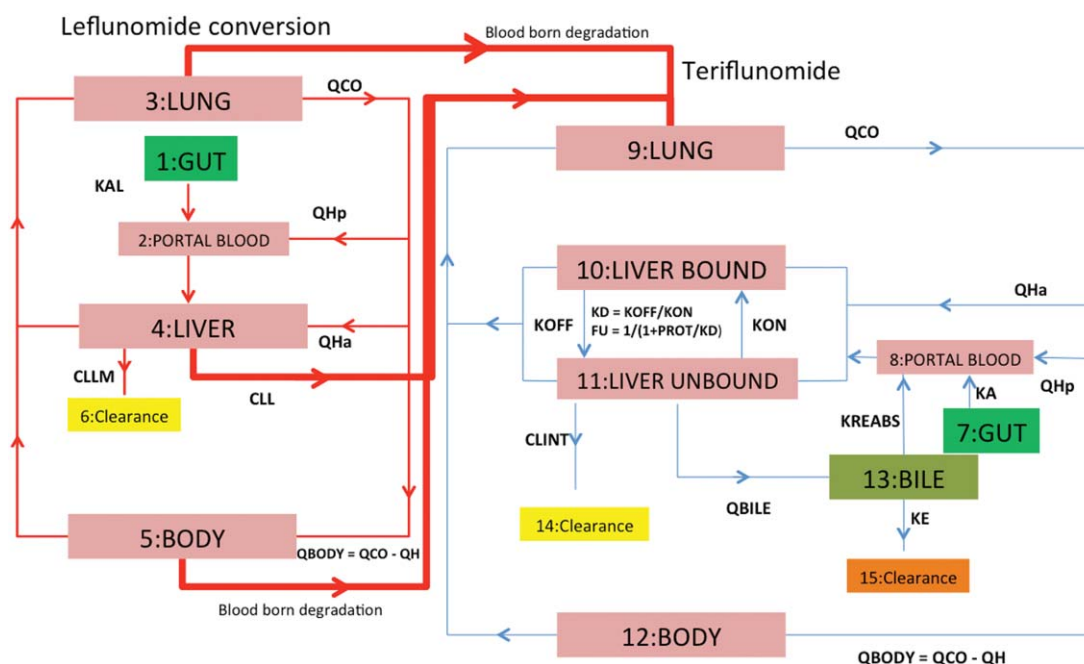 Leflunomide conversion
Blood born degradation
Teriflunomide
3:LUNG
QCO
1:GUT
KAL
QHp
2:PORTAL BLOOD
4:LIVER
QHa
CLLM
CLL
6:Clearance
5:BODY
QBODY = QCO - QH
Blood born degradation
9:LUNG
QCO
10:LIVER BOUND
KOFF
KD = KOFF/KON
FU = 1/(1+PROT/KD)
KON
QHa
11:LIVER UNBOUND
8:PORTAL BLOOD
QHp
KA
KREABS
7:GUT
CLINT
13:BILE
QBILE
KE
14:Clearance
15:Clearance
12:BODY
QBODY = QCO - QH